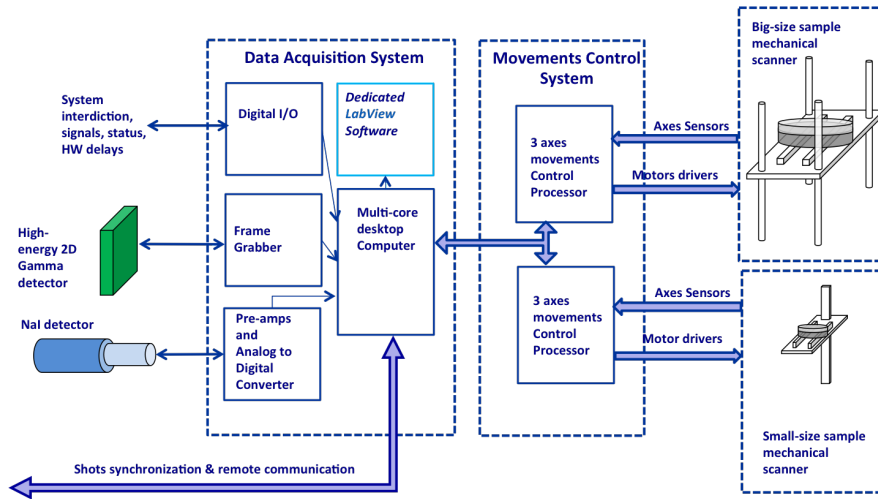 Data Acquisition System
Movements Control
System
Big-size sample
mechanical
scanner
System
interdiction,
signals, status,
HW delays
Digital I/O
Dedicated
LabView
Software
Axes Sensors
3 axes
movements
Control
Processor
Motors drivers
High-
energy 2D
Gamma
detector
Frame
Grabber
Multi-core
desktop
Computer
NaI detector
Pre-amps
and
Analog to
Digital
Converter
3 axes
movements
Control
Processor
Axes Sensors
Motor drivers
Small-size sample
mechanical
scanner
Shots synchronization & remote communication